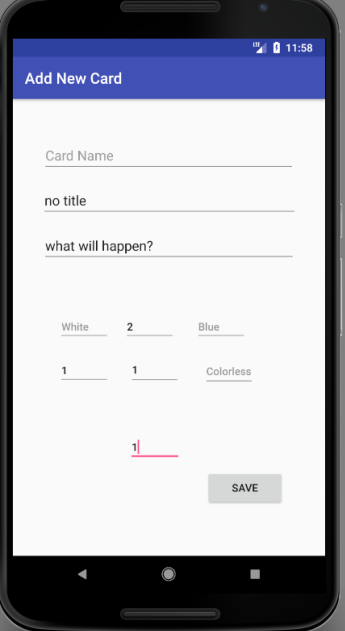 LTE 11:58
Add New Card
Card Name
no title
what will happen?
White 2 Blue
1 1 Colorless
1
SAVE